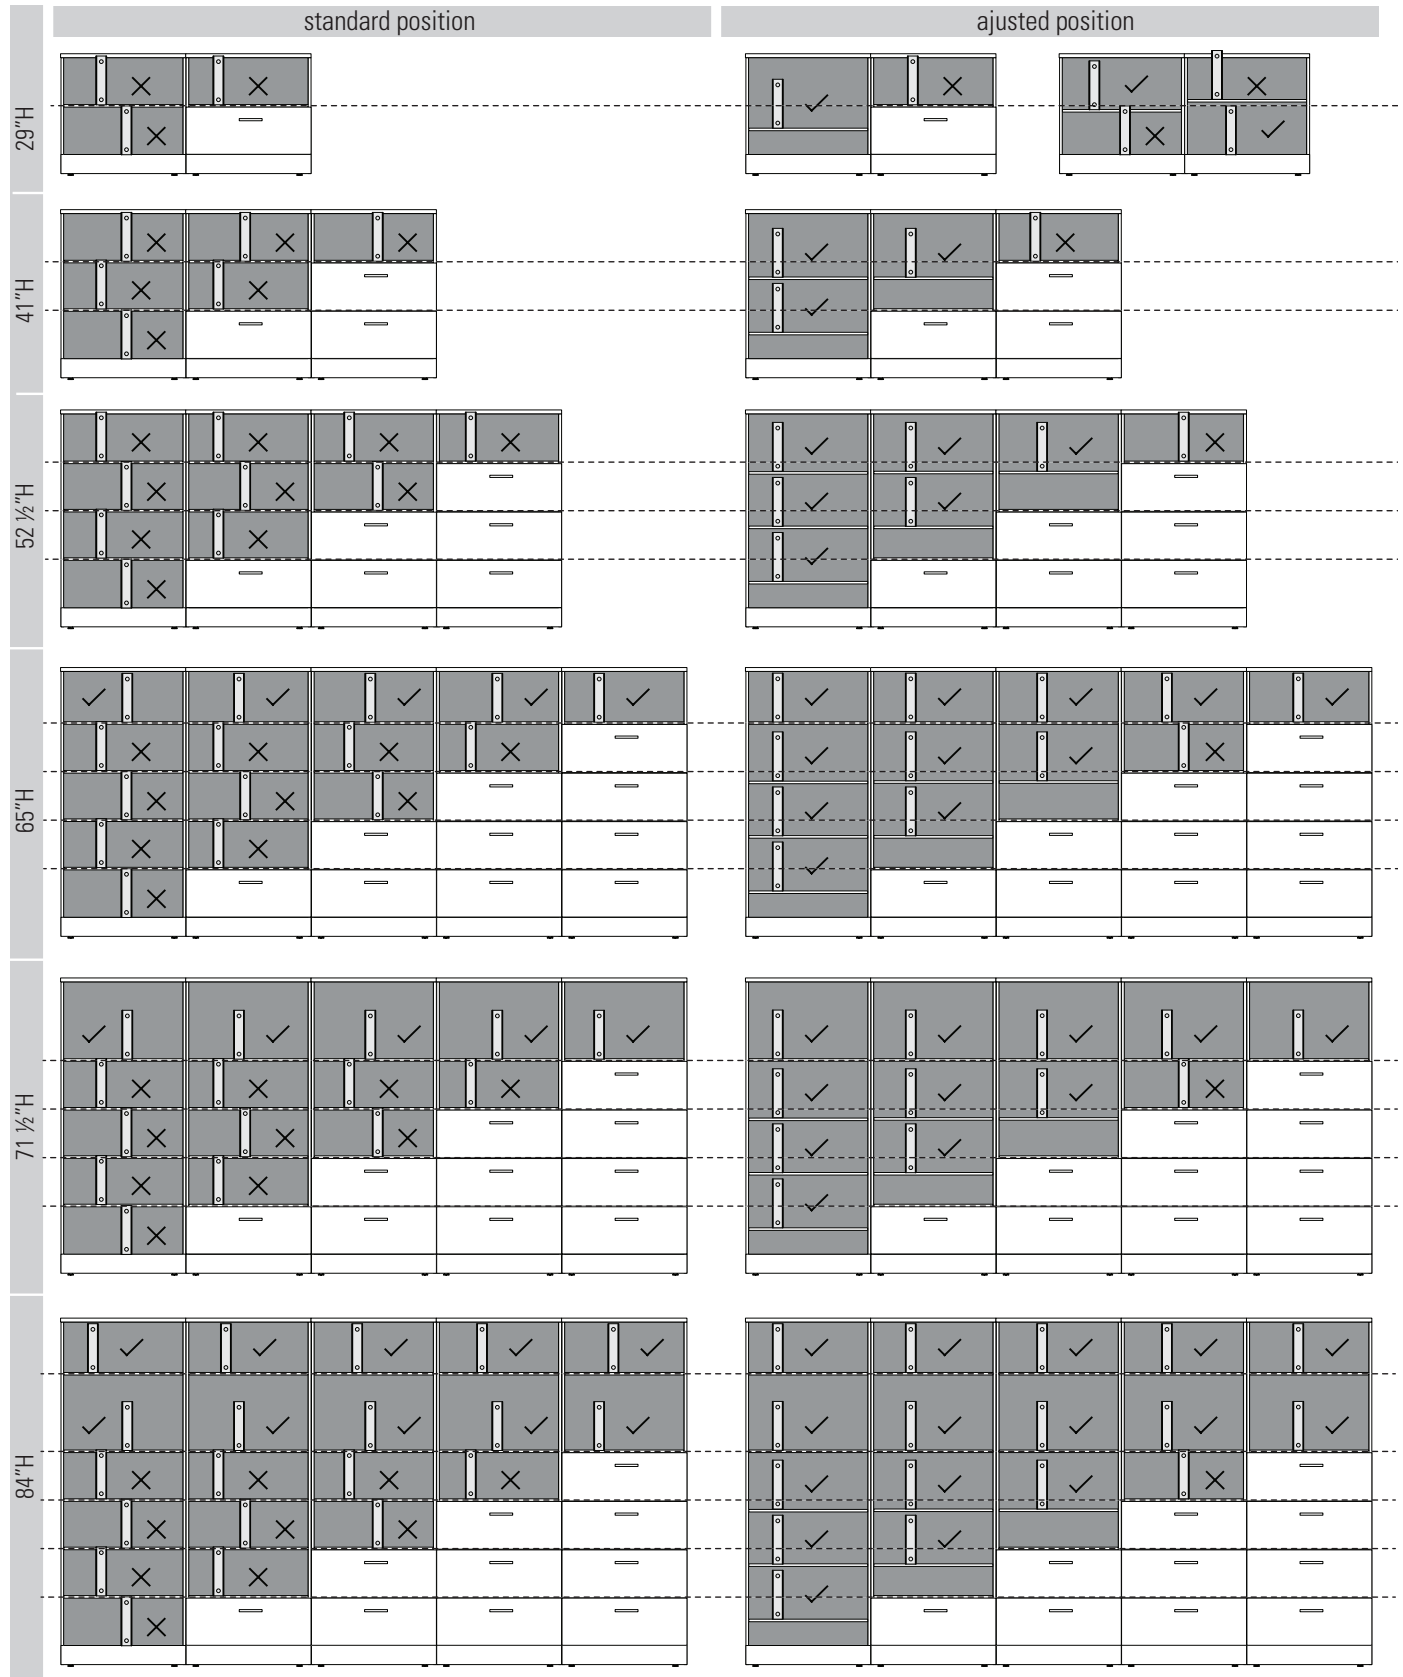 standard position
ajusted position
29"H
41"H
52 ½"H
65"H
71 ½"H
84"H